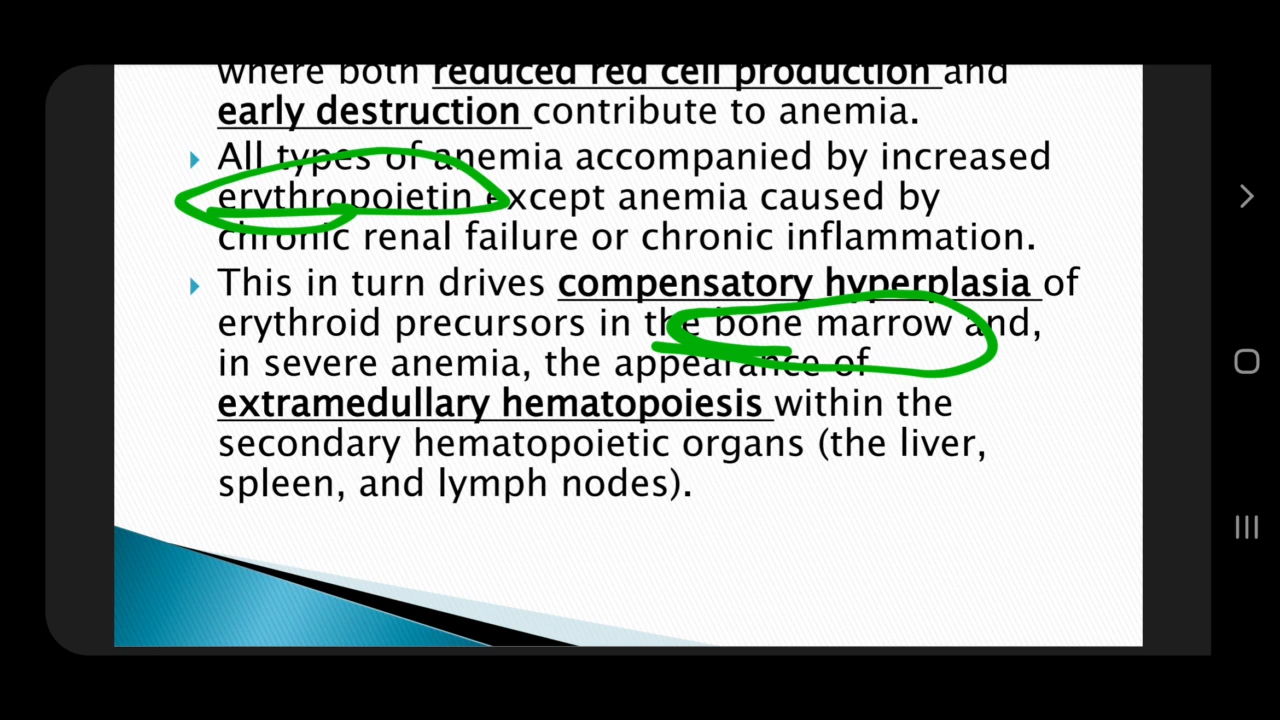 where both reduced red cell production and
early destruction contribute to anemia.
All types of anemia accompanied by increased
erythropoietin except anemia caused by
chronic renal failure or chronic inflammation.
This in turn drives compensatory hyperplasia of
erythroid precursors in the bone marrow and,
in severe anemia, the appearance of
extramedullary hematopoiesis within the
secondary hematopoietic organs (the liver,
spleen, and lymph nodes).